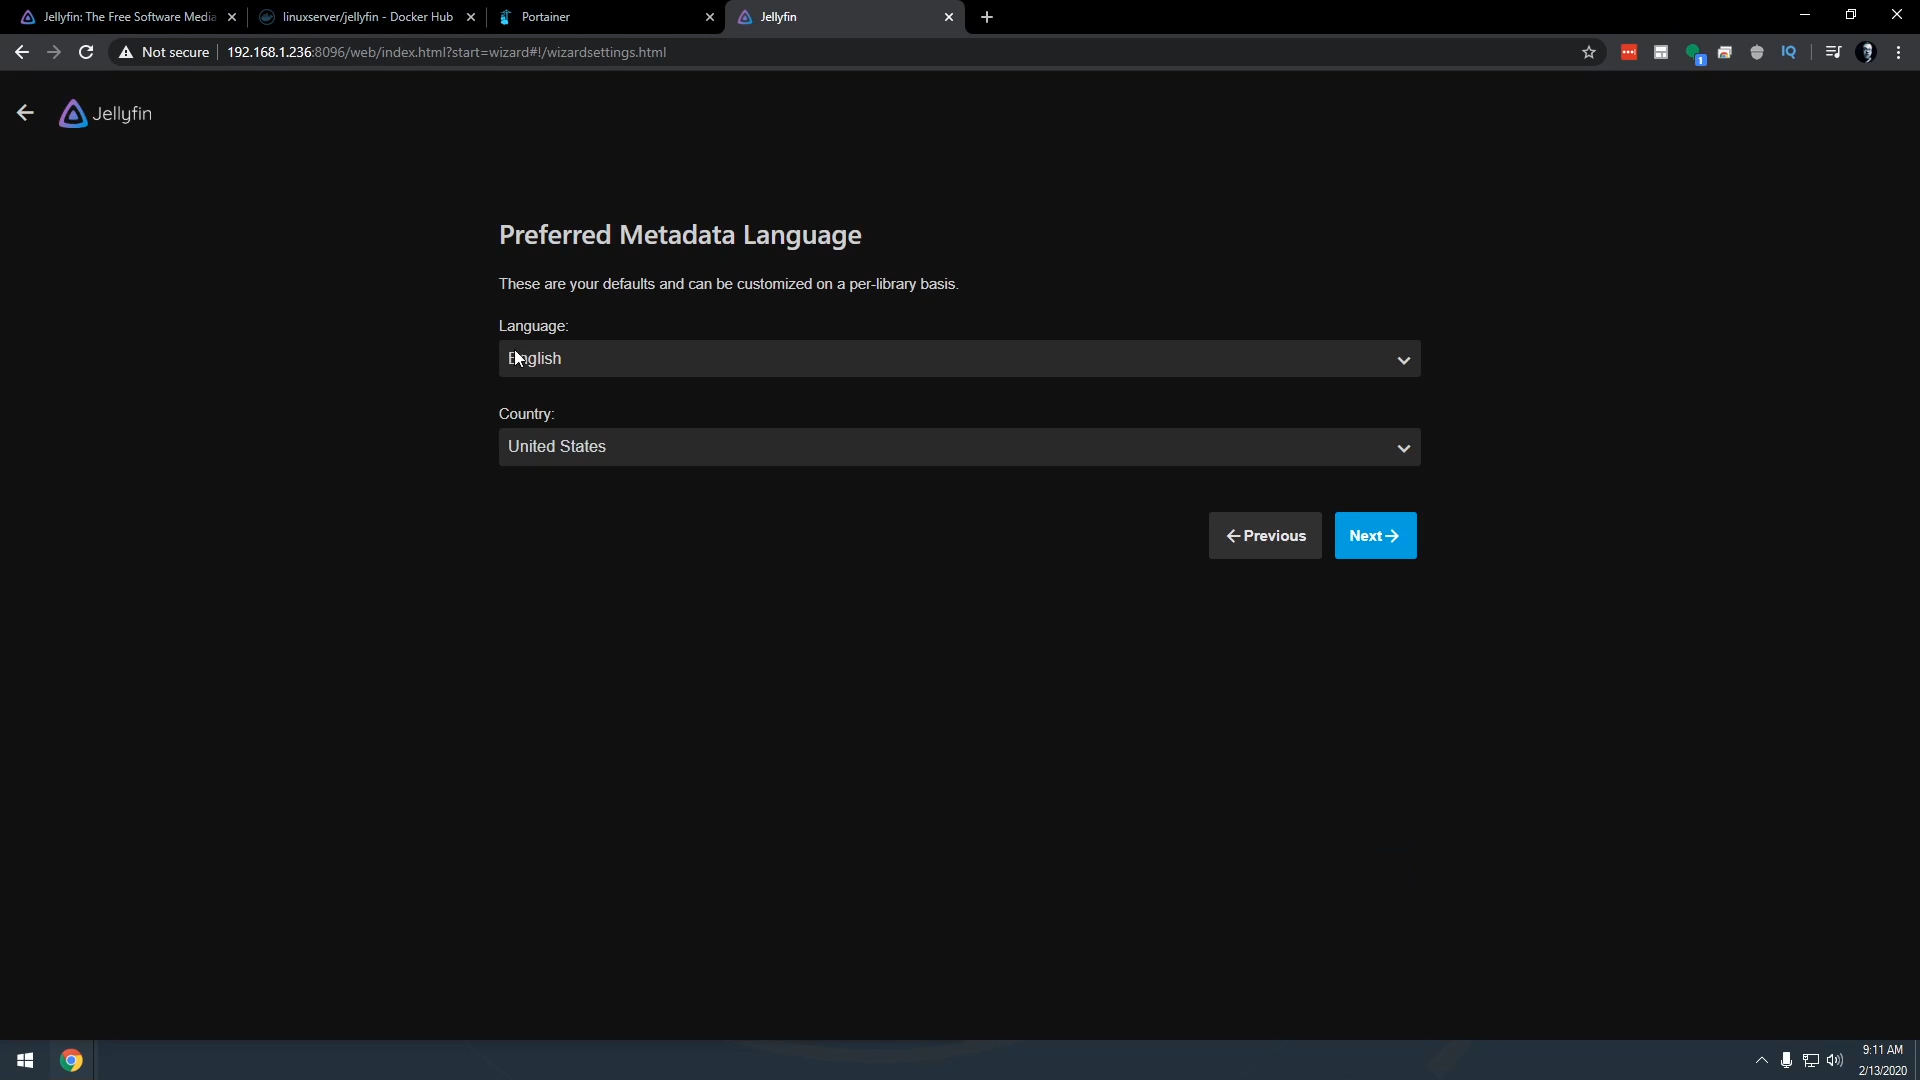 Jellyfin: The Free Software Media
linuxserver/jellyfin - Docker Hub
Portainer
Jellyfin
Not secure
192.168.1.236:8096/web/index.html?start=wizard#!/wizardsettings.html
1
IQ
Jellyfin
Preferred Metadata Language
These are your defaults and can be customized on a per-library basis.
Language:
English
Country:
United States
Previous
Next
9:11 AM
2/13/2020